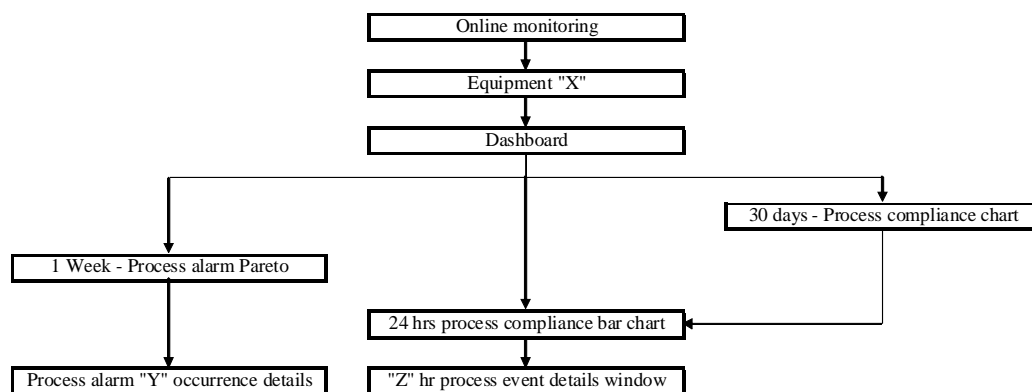 Online monitoring
Equipment "X"
Dashboard
30 days - Process compliance chart
1 Week - Process alarm Pareto
24 hrs process compliance bar chart
Process alarm "Y" occurrence details
"Z" hr process event details window